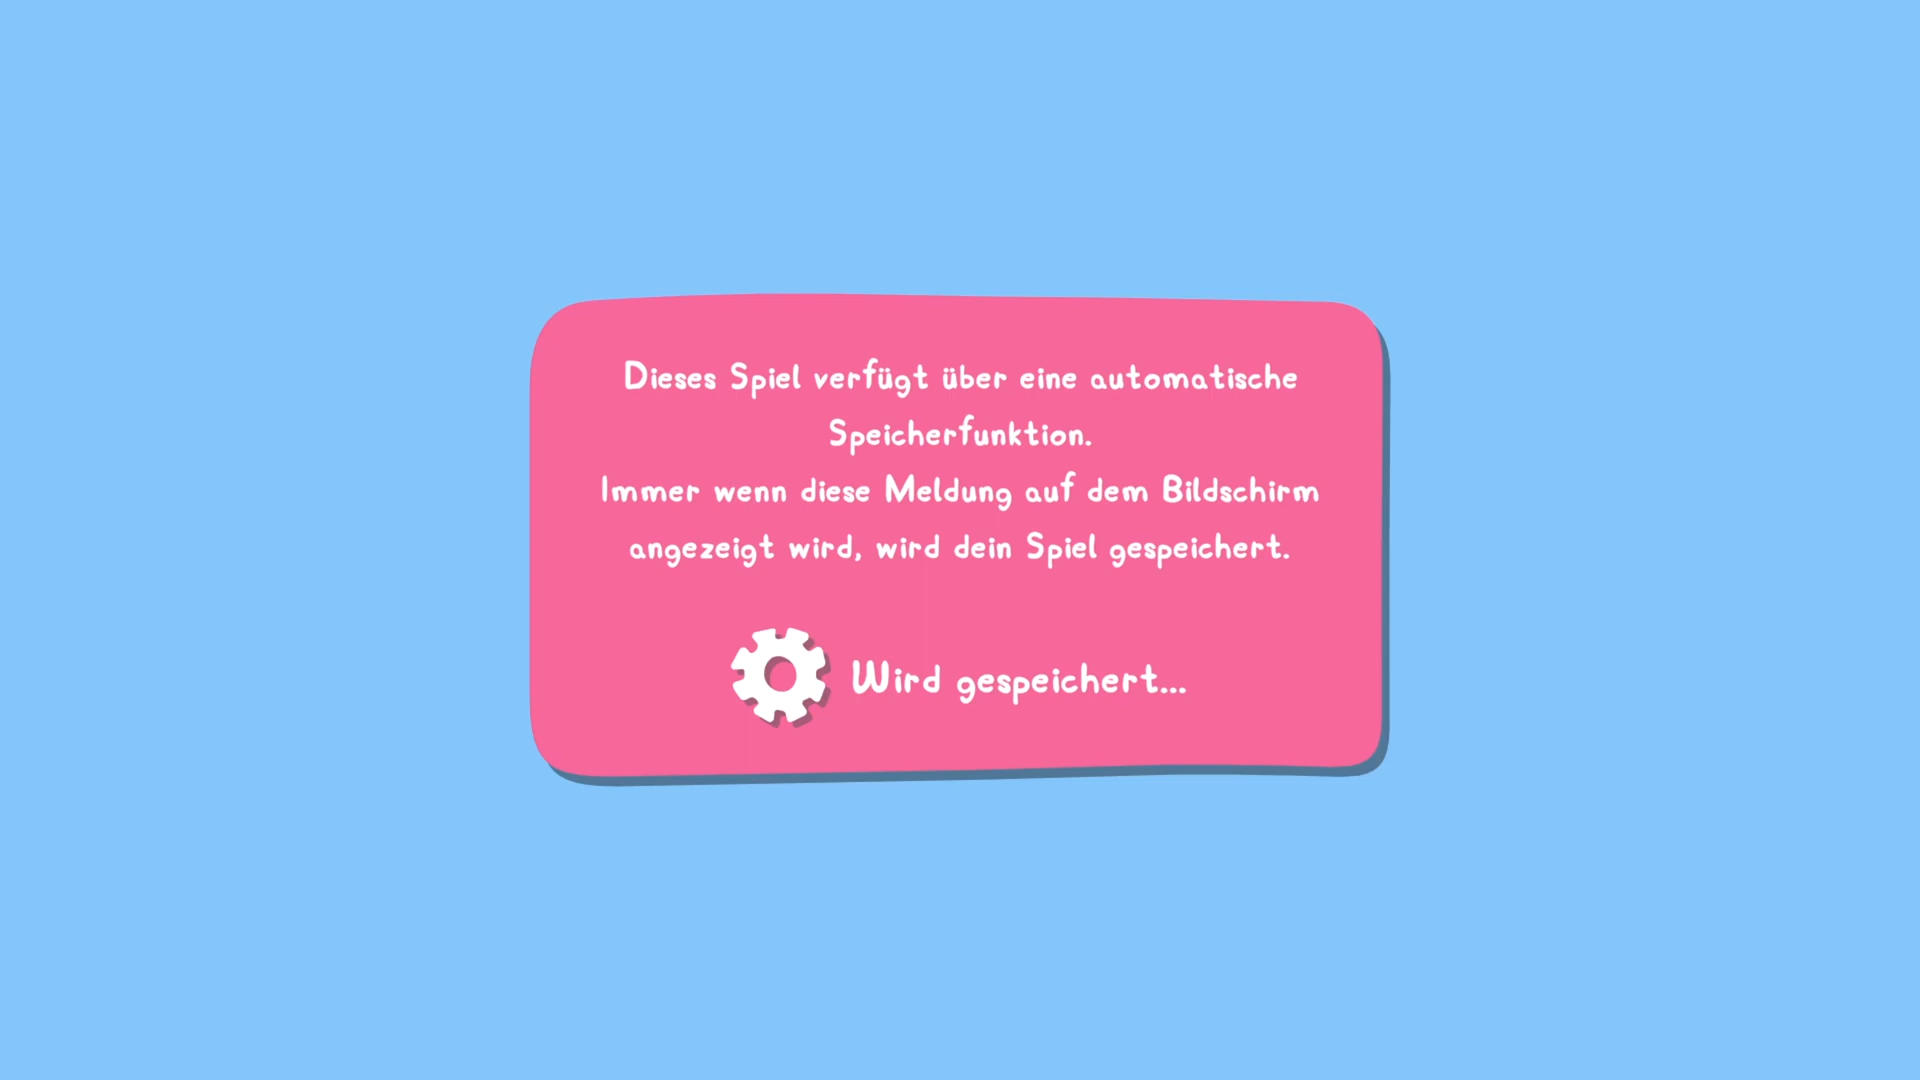 Dieses Spiel verfügt über eine automatische
Speicherfunktion.
Immer wenn diese Meldung auf dem Bildschirm
angezeigt wird, wird dein Spiel gespeichert.
Wird gespeichert...